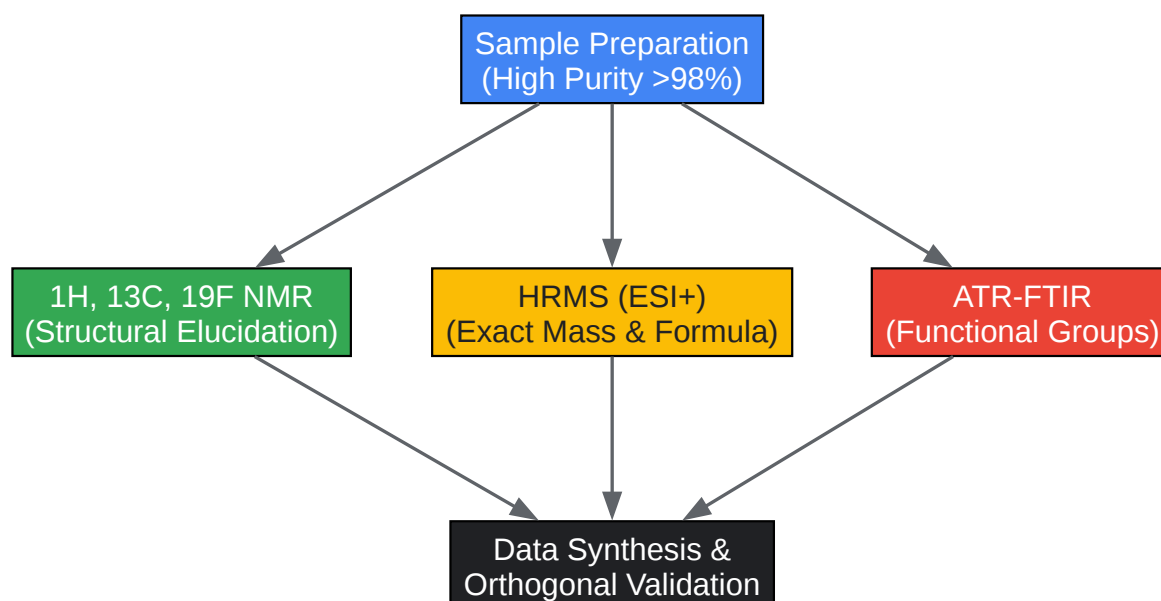 Sample Preparation
(High Purity >98%)
1H, 13C, 19F NMR
(Structural Elucidation)
HRMS (ESI+)
(Exact Mass & Formula)
ATR-FTIR
(Functional Groups)
Data Synthesis &
Orthogonal Validation